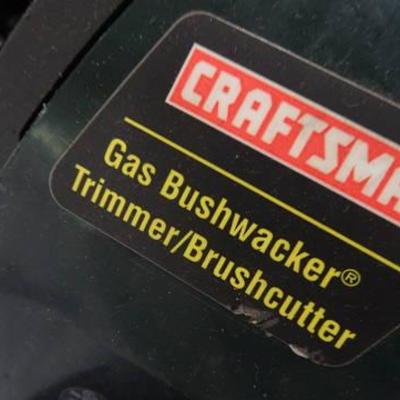 CRAFTSMA
Gas Bushwacker®
Trimmer/Brushcutter